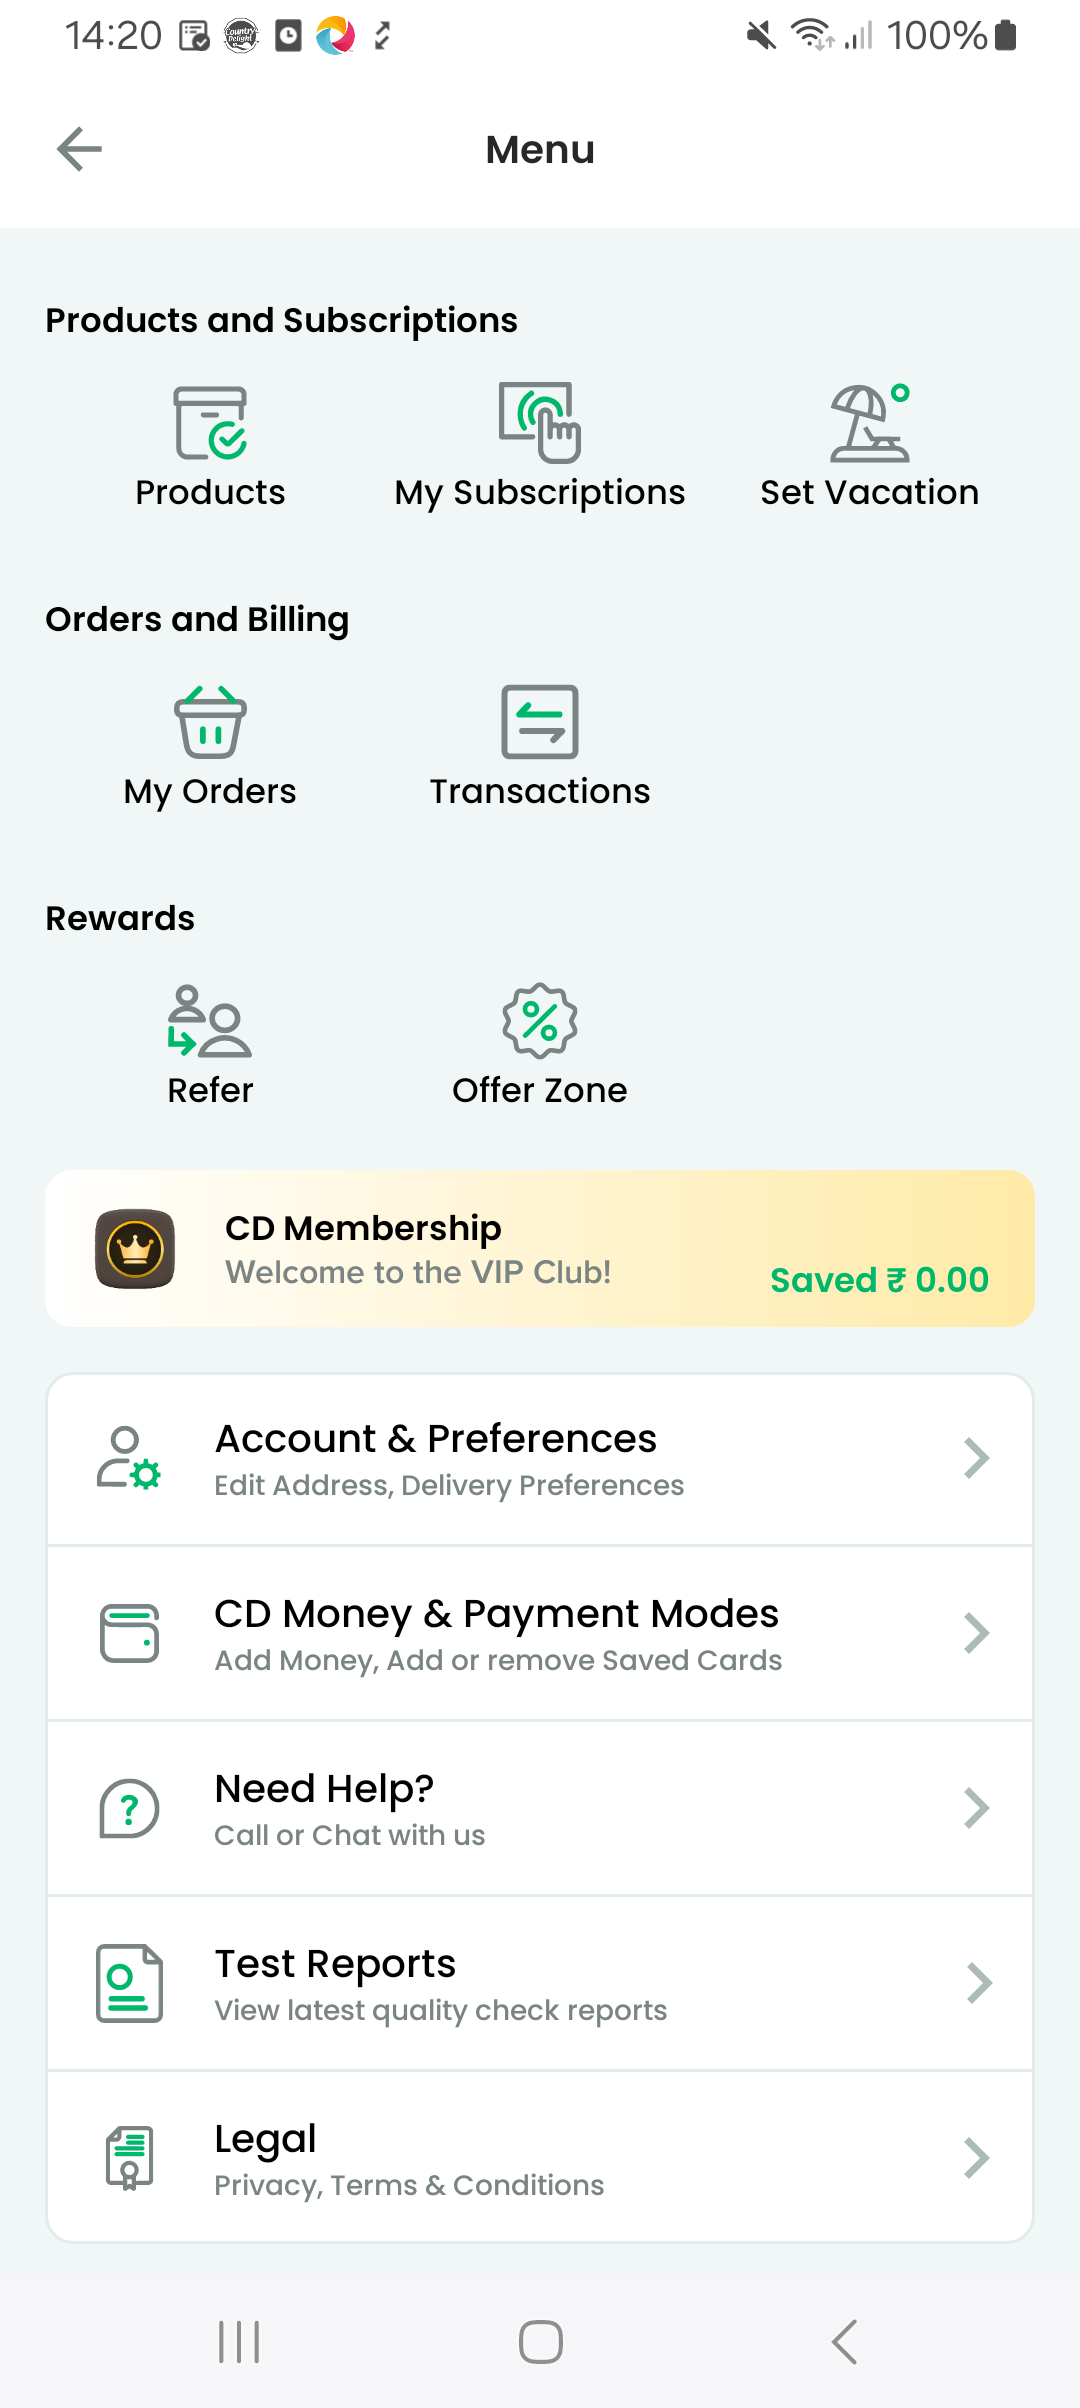 14:20
Country Delight
100%
Menu
Products and Subscriptions
Products
My Subscriptions
Set Vacation
Orders and Billing
My Orders
Transactions
Rewards
Refer
Offer Zone
CD Membership
Welcome to the VIP Club!
Saved ₹ 0.00
Account & Preferences
Edit Address, Delivery Preferences
CD Money & Payment Modes
Add Money, Add or remove Saved Cards
Need Help?
Call or Chat with us
Test Reports
View latest quality check reports
Legal
Privacy, Terms & Conditions